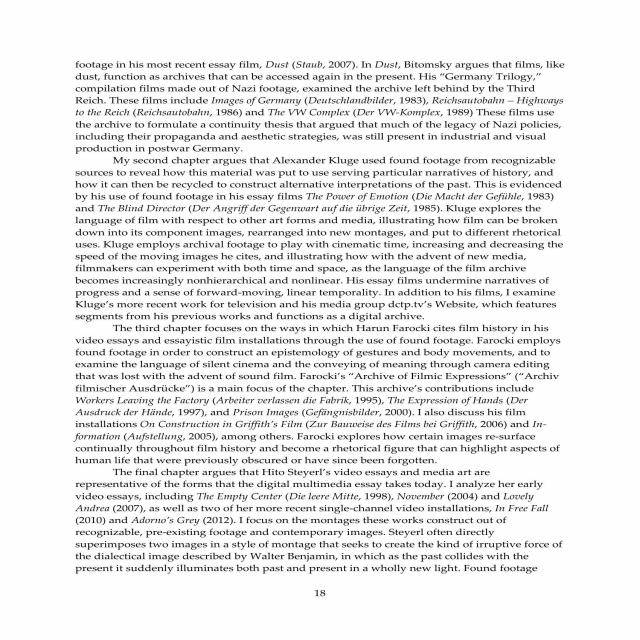 footage in his most recent essay film, Dust (Staub, 2007). In Dust, Bitomsky argues that films, like
dust, function as archives that can be accessed again in the present. His “Germany Trilogy,”
compilation films made out of Nazi footage, examined the archive left behind by the Third
Reich. These films include Images of Germany (Deutschlandbilder, 1983), Reichsautobahn – Highways
to the Reich (Reichsautobahn, 1986) and The VW Complex (Der VW-Komplex, 1989) These films use
the archive to formulate a continuity thesis that argued that much of the legacy of Nazi policies,
including their propaganda and aesthetic strategies, was still present in industrial and visual
production in postwar Germany.
My second chapter argues that Alexander Kluge used found footage from recognizable
sources to reveal how this material was put to use serving particular narratives of history, and
how it can then be recycled to construct alternative interpretations of the past. This is evidenced
by his use of found footage in his essay films The Power of Emotion (Die Macht der Gefühle, 1983)
and The Blind Director (Der Angriff der Gegenwart auf die übrige Zeit, 1985). Kluge explores the
language of film with respect to other art forms and media, illustrating how film can be broken
down into its component images, rearranged into new montages, and put to different rhetorical
uses. Kluge employs archival footage to play with cinematic time, increasing and decreasing the
speed of the moving images he cites, and illustrating how with the advent of new media,
filmmakers can experiment with both time and space, as the language of the film archive
becomes increasingly nonhierarchical and nonlinear. His essay films undermine narratives of
progress and a sense of forward-moving, linear temporality. In addition to his films, I examine
Kluge’s more recent work for television and his media group dctp.tv’s Website, which features
segments from his previous works and functions as a digital archive.
The third chapter focuses on the ways in which Harun Farocki cites film history in his
video essays and essayistic film installations through the use of found footage. Farocki employs
found footage in order to construct an epistemology of gestures and body movements, and to
examine the language of silent cinema and the conveying of meaning through camera editing
that was lost with the advent of sound film. Farocki’s “Archive of Filmic Expressions” (“Archiv
filmischer Ausdrücke”) is a main focus of the chapter. This archive’s contributions include
Workers Leaving the Factory (Arbeiter verlassen die Fabrik, 1995), The Expression of Hands (Der
Ausdruck der Hände, 1997), and Prison Images (Gefängnisbilder, 2000). I also discuss his film
installations On Construction in Griffith’s Film (Zur Bauweise des Films bei Griffith, 2006) and In-
formation (Aufstellung, 2005), among others. Farocki explores how certain images re-surface
continually throughout film history and become a rhetorical figure that can highlight aspects of
human life that were previously obscured or have since been forgotten.
The final chapter argues that Hito Steyerl’s video essays and media art are
representative of the forms that the digital multimedia essay takes today. I analyze her early
video essays, including The Empty Center (Die leere Mitte, 1998), November (2004) and Lovely
Andrea (2007), as well as two of her more recent single-channel video installations, In Free Fall
(2010) and Adorno’s Grey (2012). I focus on the montages these works construct out of
recognizable, pre-existing footage and contemporary images. Steyerl often directly
superimposes two images in a style of montage that seeks to create the kind of irruptive force of
the dialectical image described by Walter Benjamin, in which as the past collides with the
present it suddenly illuminates both past and present in a wholly new light. Found footage
18